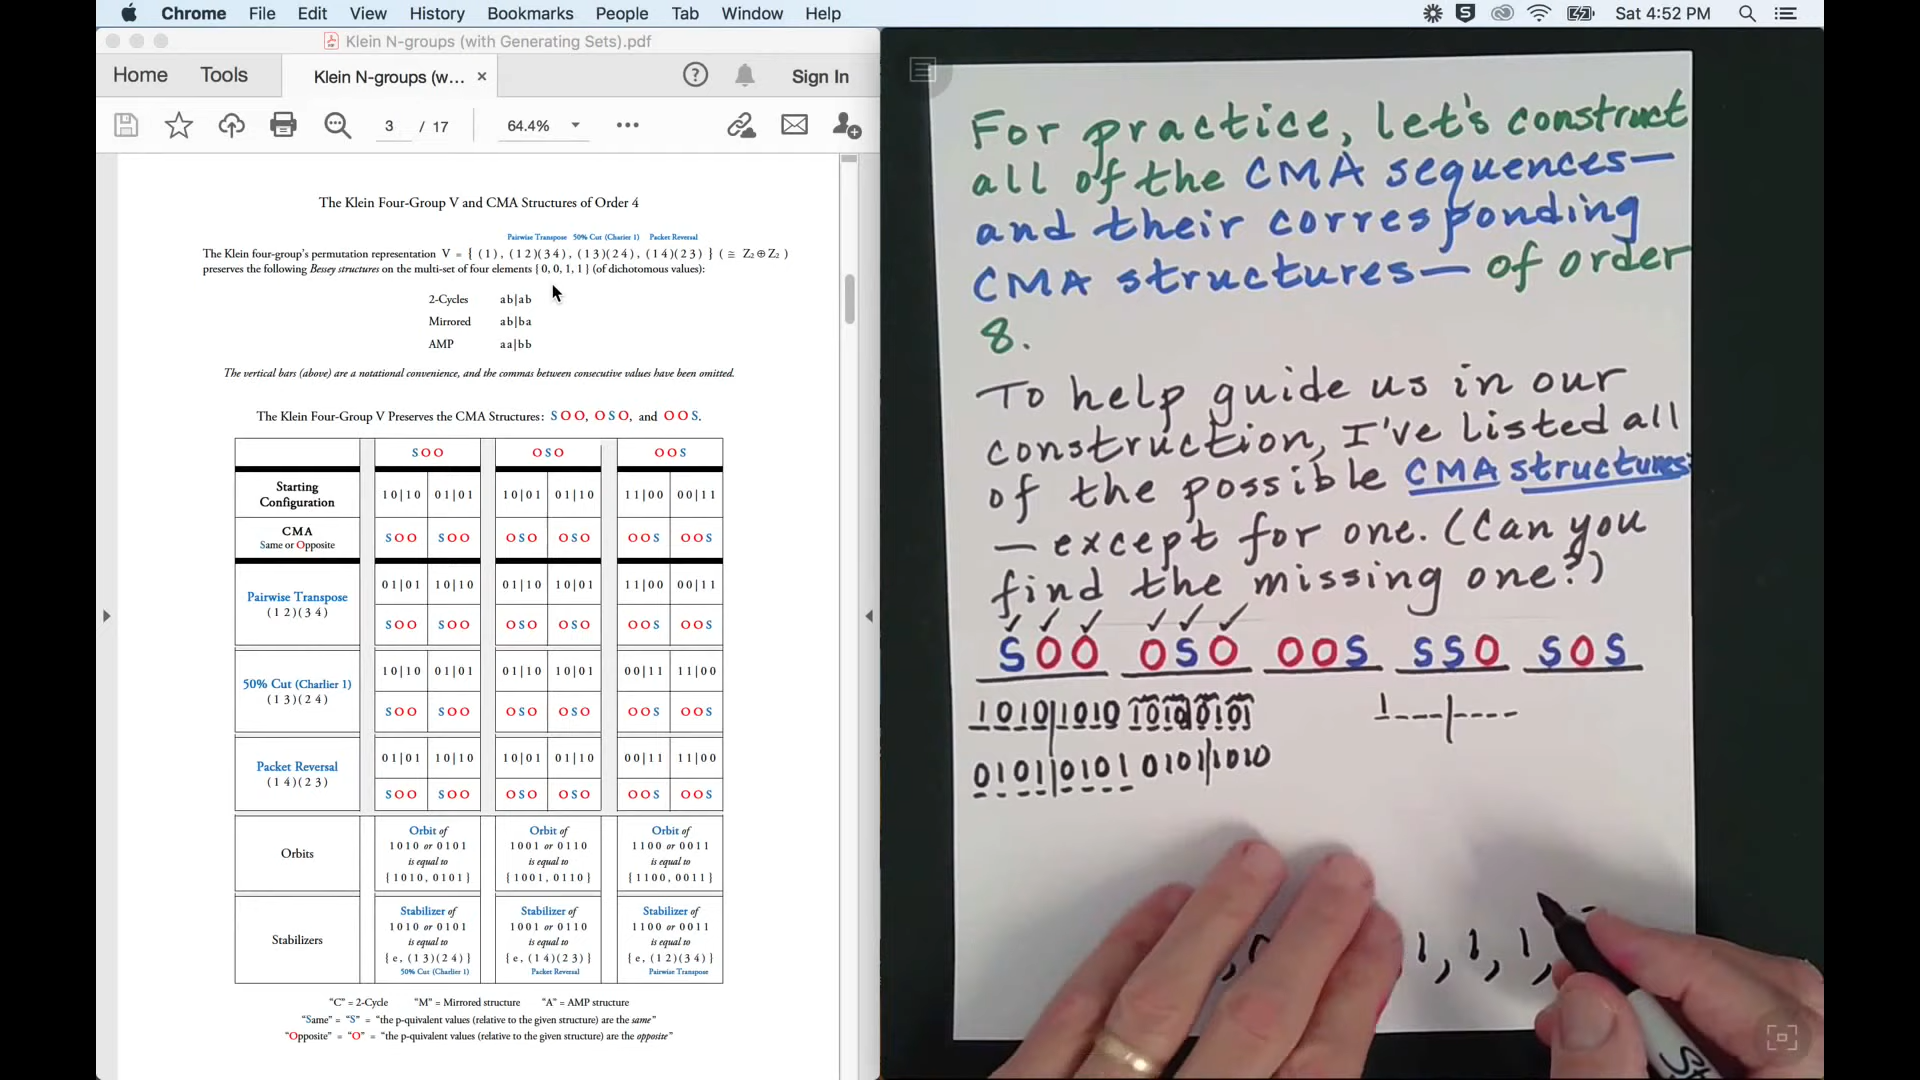 Chrome File Edit View History Bookmarks People Tab Window Help Sat 4:52 PM
Klein N-groups (with Generating Sets).pdf
Home Tools Klein N-groups (w... × Sign In
3 / 17 64.4%
The Klein Four-Group V and CMA Structures of Order 4
Pairwise Transpose 50% Cut (Charlier 1) Packet Reversal
The Klein four-group's permutation representation V = { (1), (12)(34), (13)(24), (14)(23) } (≅ Z₂⊕Z₂)
preserves the following Bessey structures on the multi-set of four elements { 0, 0, 1, 1 } (of dichotomous values):
2-Cycles ab|ab
Mirrored ab|ba
AMP aa|bb
The vertical bars (above) are a notational convenience, and the commas between consecutive values have been omitted.
The Klein Four-Group V Preserves the CMA Structures: SOO, OSO, and OOS.
SOO OSO OOS
Starting Configuration 10|10 01|01 10|01 01|10 11|00 00|11
CMA Same or Opposite SOO SOO OSO OSO OOS OOS
Pairwise Transpose (12)(34) 01|01 10|10 01|10 10|01 11|00 00|11
SOO SOO OSO OSO OOS OOS
50% Cut (Charlier 1) (13)(24) 10|10 01|01 01|10 10|01 00|11 11|00
SOO SOO OSO OSO OOS OOS
Packet Reversal (14)(23) 01|01 10|10 10|01 01|10 00|11 11|00
SOO SOO OSO OSO OOS OOS
Orbits
Orbit of
1010 or 0101
is equal to
{1010, 0101}
Orbit of
1001 or 0110
is equal to
{1001, 0110}
Orbit of
1100 or 0011
is equal to
{1100, 0011}
Stabilizers
Stabilizer of
1010 or 0101
is equal to
{e, (13)(24)}
50% Cut (Charlier 1)
Stabilizer of
1001 or 0110
is equal to
{e, (14)(23)}
Packet Reversal
Stabilizer of
1100 or 0011
is equal to
{e, (12)(34)}
Pairwise Transpose
"C" = 2-Cycle "M" = Mirrored structure "A" = AMP structure
"Same" = "S" = "the p-quivalent values (relative to the given structure) are the same"
"Opposite" = "O" = "the p-quivalent values (relative to the given structure) are the opposite"
For practice, let's construct
all of the CMA sequences—
and their corresponding
CMA structures— of order
8.
To help guide us in our
construction, I've listed all
of the possible CMA structures
— except for one. (Can you
find the missing one?)
SOO OSO OOS SSO SOS
1010|1010 1010|0101 1---|----
0101|0101 0101|1010
1, 1, 1,